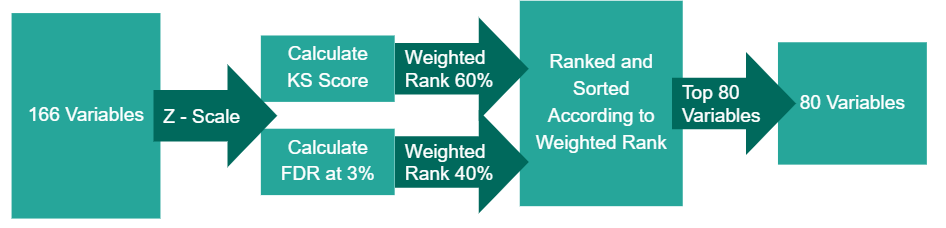 166 Variables
Z - Scale
Calculate
KS Score
Weighted
Rank 60%
Calculate
FDR at 3%
Weighted
Rank 40%
Ranked and
Sorted
According to
Weighted Rank
Top 80
Variables
80 Variables